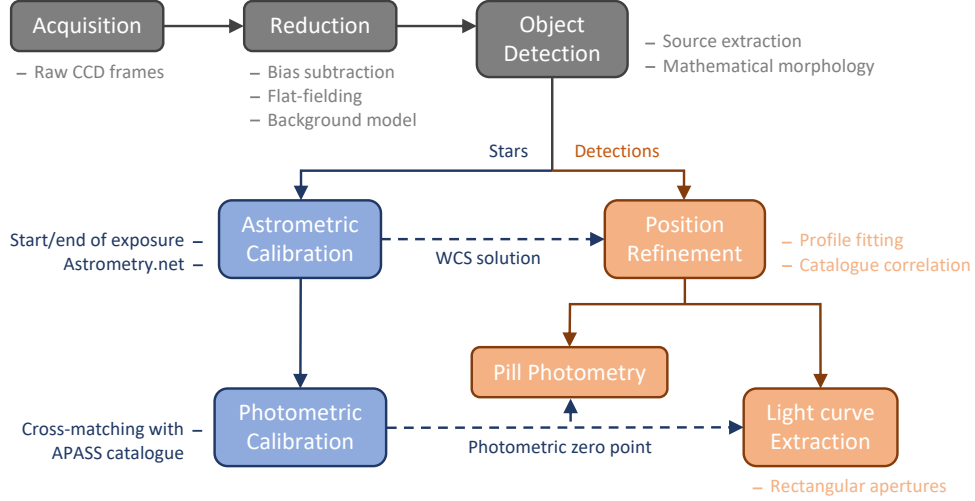 Acquisition
Reduction
Object
Detection
– Raw CCD frames
– Bias subtraction
– Flat-fielding
– Background model
– Source extraction
– Mathematical morphology
Stars
Detections
Astrometric
Calibration
Start/end of exposure –
Astrometry.net –
WCS solution
Position
Refinement
– Profile fitting
– Catalogue correlation
Pill Photometry
Photometric
Calibration
Cross-matching with –
APASS catalogue
Photometric zero point
Light curve
Extraction
– Rectangular apertures